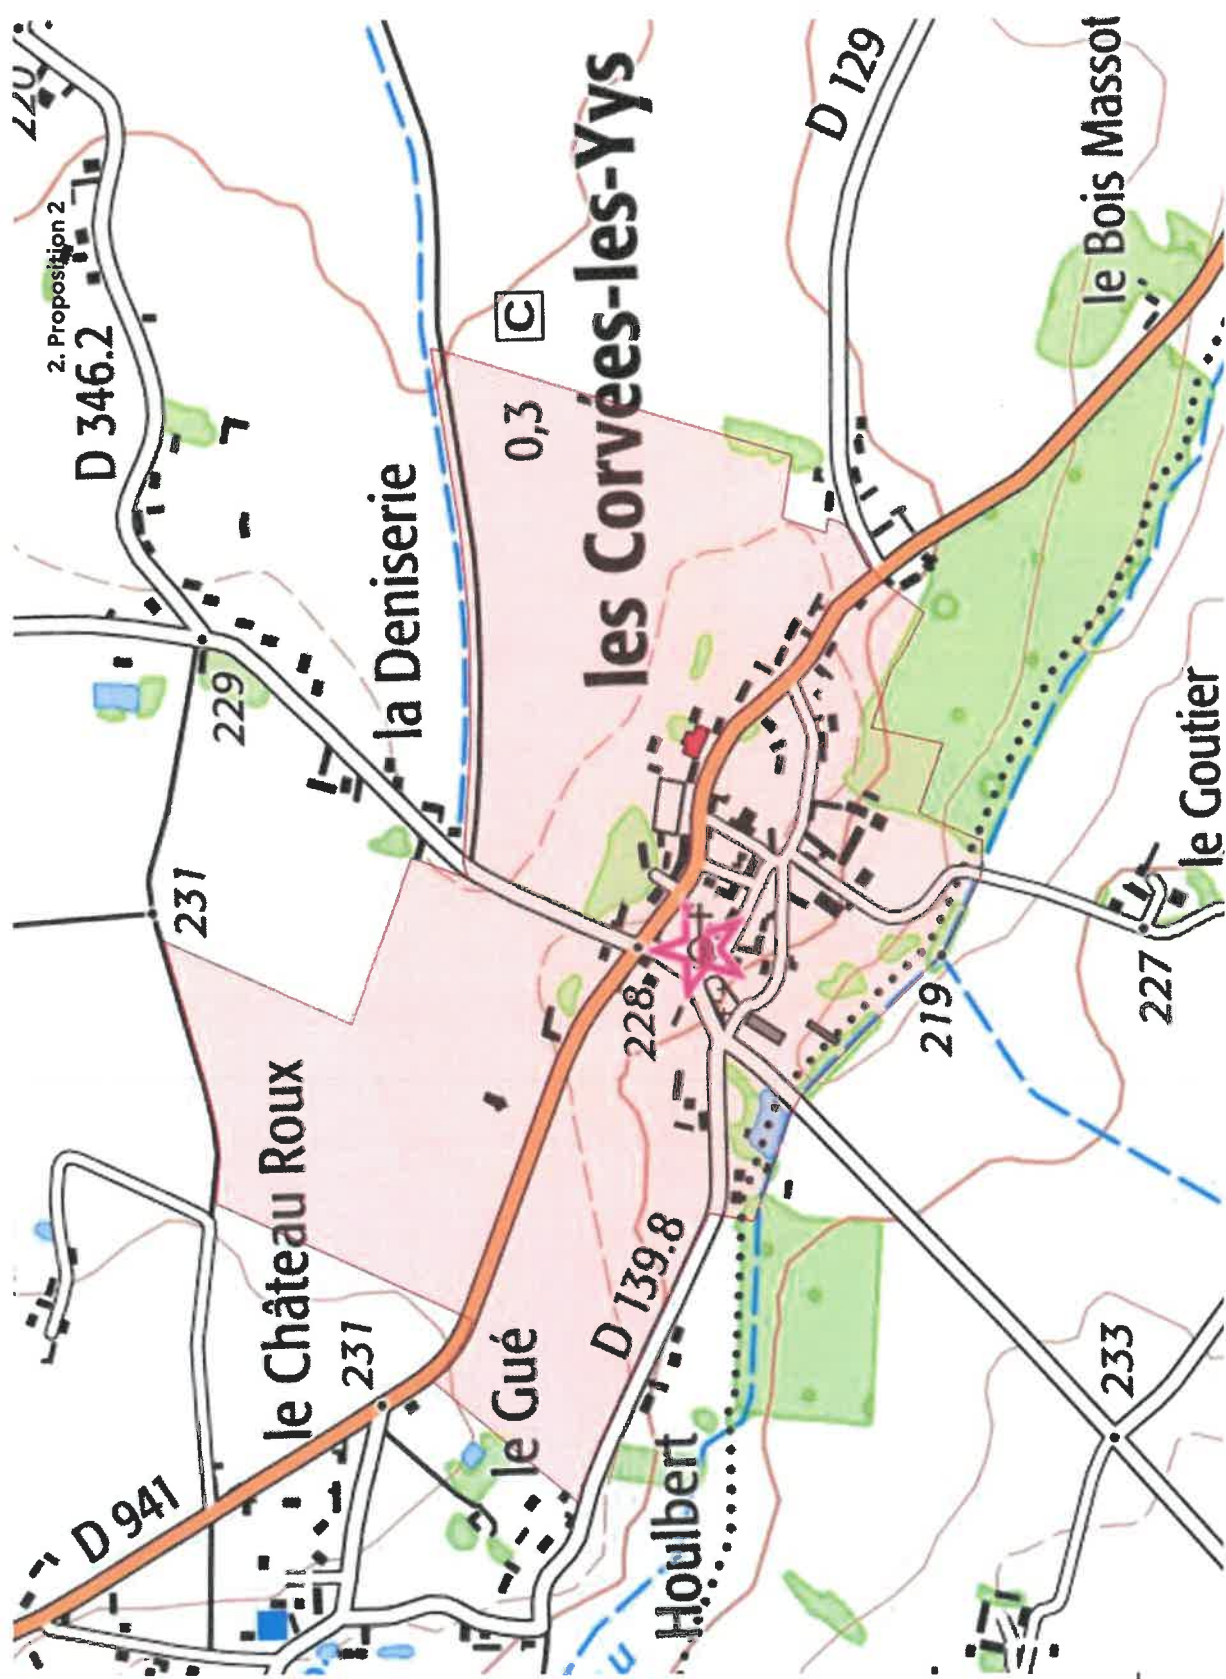 220
2. Proposition 2
D 346.2
D 129
les Corvées-les-Yys
C
0,3
le Bois Massot
la Deniserie
229
231
le Château Roux
231
D 941
le Gué
D 139.8
228
219
227
le Goutier
233
Houlbert
u